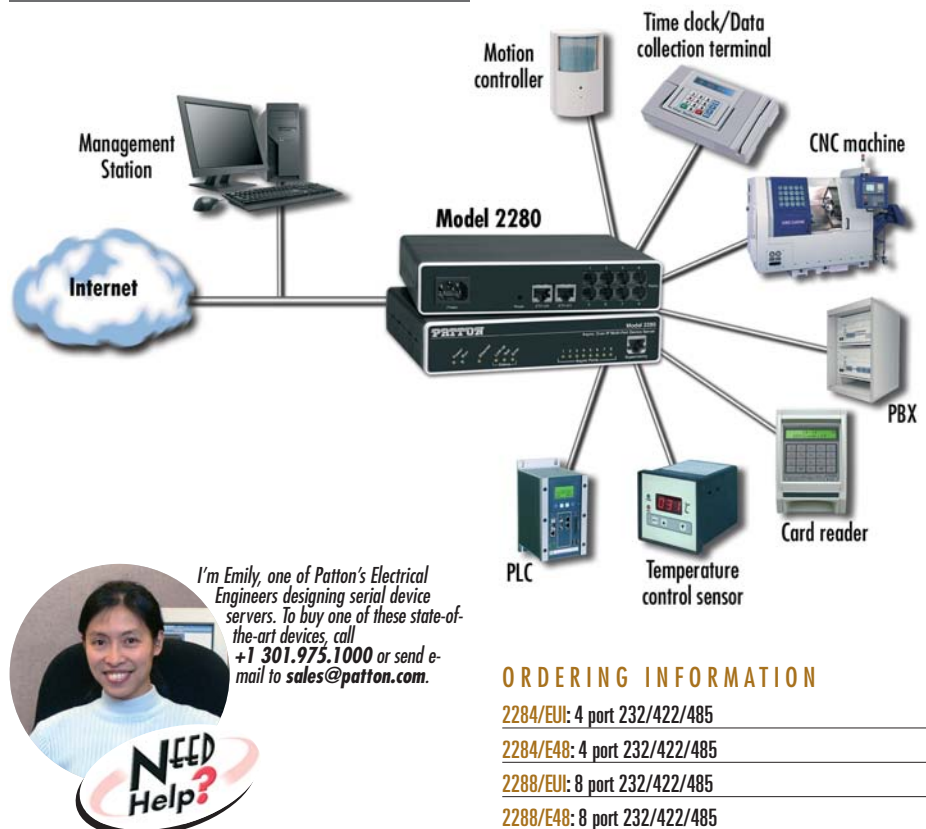 Time clock/Data
collection terminal
Motion
controller
CNC machine
Management
Station
Model 2280
Internet
PATTON
Model 2280
PBX
Card reader
PLC
Temperature
control sensor
I'm Emily, one of Patton's Electrical
Engineers designing serial device
servers. To buy one of these state-of-
the-art devices, call
+1 301.975.1000 or send e-
mail to sales@patton.com.
NEED
Help?
ORDERING INFORMATION
2284/EUI: 4 port 232/422/485
2284/E48: 4 port 232/422/485
2288/EUI: 8 port 232/422/485
2288/E48: 8 port 232/422/485